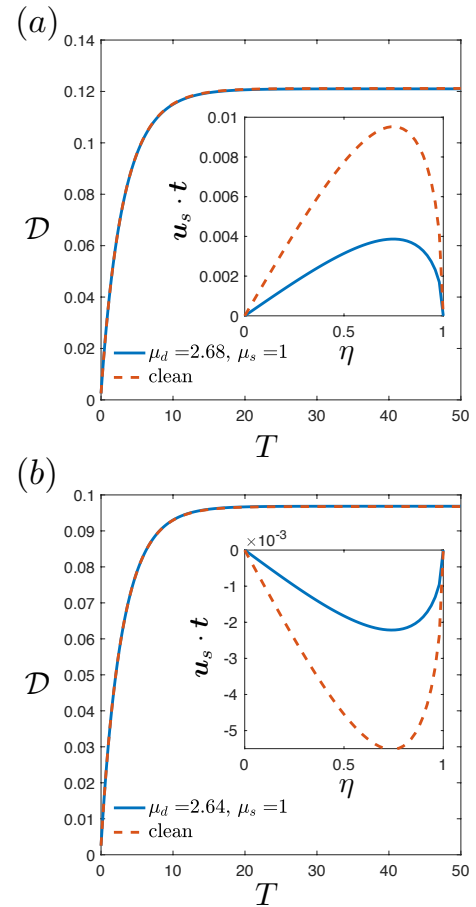 (a)
0.14
0.12
0.1
0.08
0.06
0.04
0.02
0
𝒟
0.01
0.008
0.006
0.004
0.002
0
u_s · t
0 0.5 1
η
μ_d =2.68, μ_s =1
clean
0 10 20 30 40 50
T
(b)
0.1
0.09
0.08
0.07
0.06
0.05
0.04
0.03
0.02
0.01
0
𝒟
×10⁻³
0
-1
-2
-3
-4
-5
u_s · t
0 0.5 1
η
μ_d =2.64, μ_s =1
clean
0 10 20 30 40 50
T